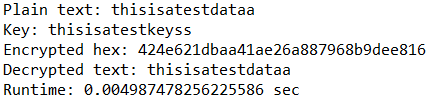 Plain text: thisisatestdataa
Key: thisisatestkeyss
Encrypted hex: 424e621dbaa41ae26a887968b9dee816
Decrypted text: thisisatestdataa
Runtime: 0.004987478256225586 sec